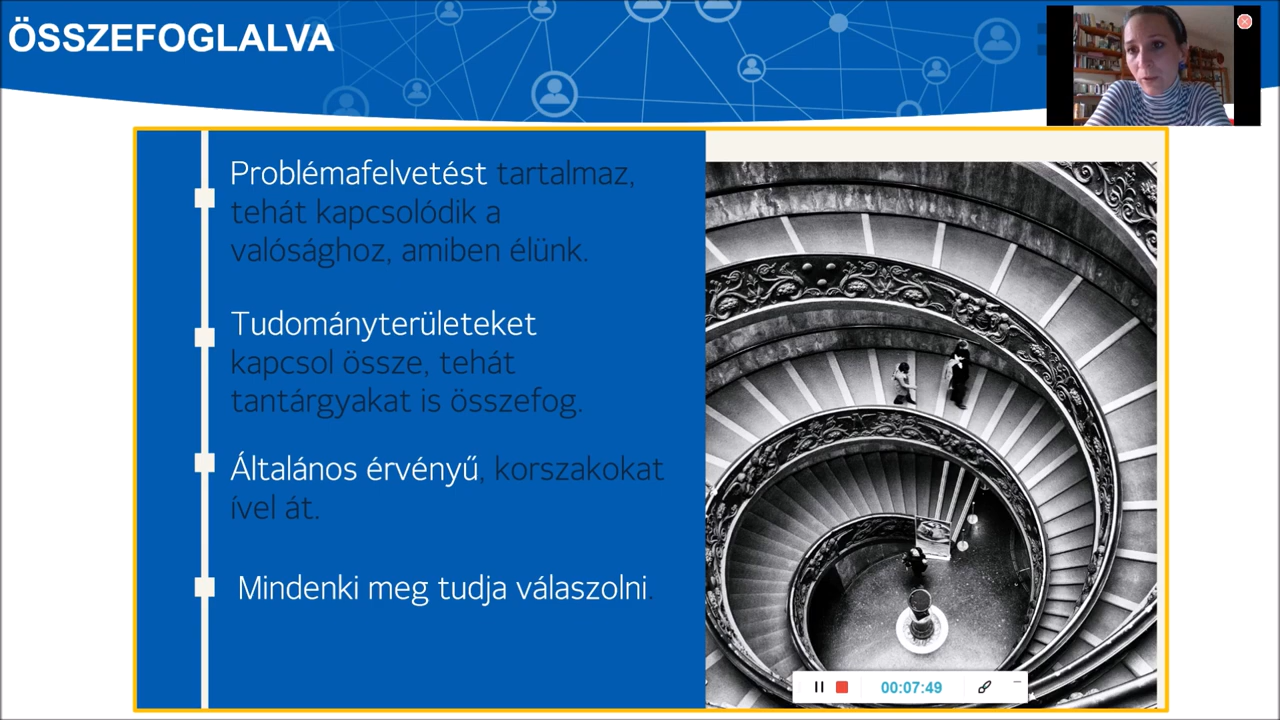 ÖSSZEFOGLALVA
Problémafelvetést tartalmaz,
tehát kapcsolódik a
valósághoz, amiben élünk.
Tudományterületeket
kapcsol össze, tehát
tantárgyakat is összefog.
Általános érvényű, korszakokat
ível át.
Mindenki meg tudja válaszolni.
00:07:49